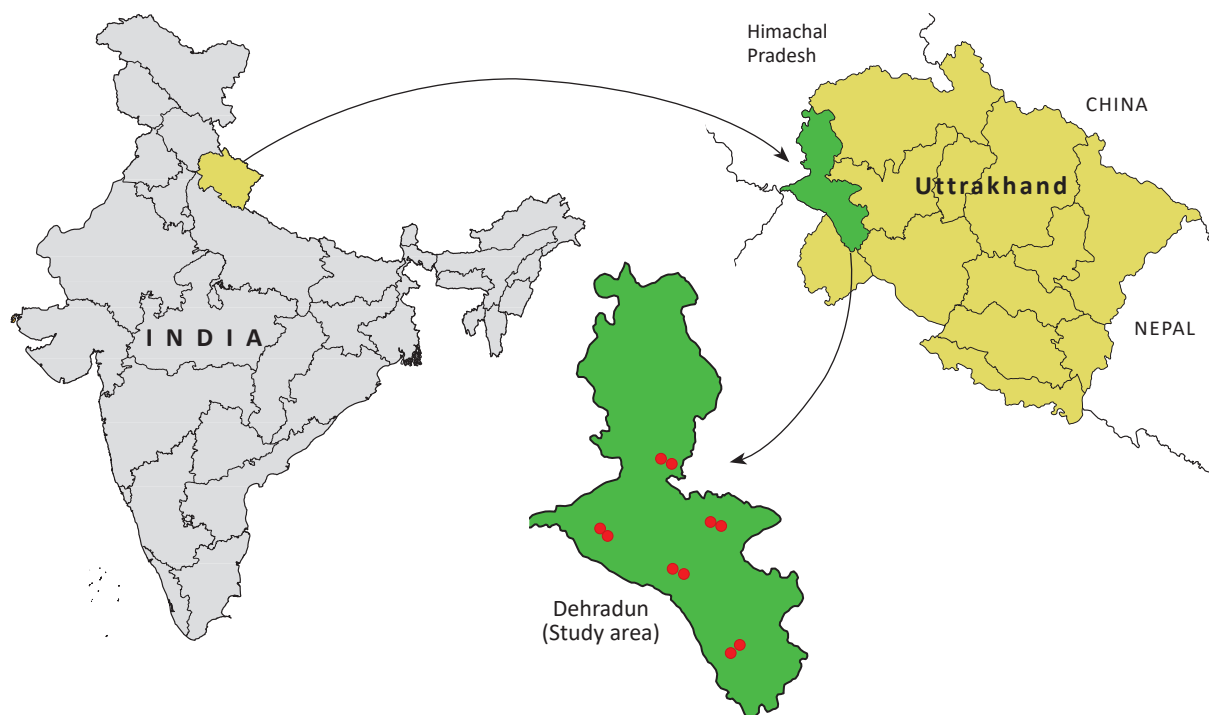 Himachal
Pradesh
CHINA
Uttrakhand
INDIA
NEPAL
Dehradun
(Study area)